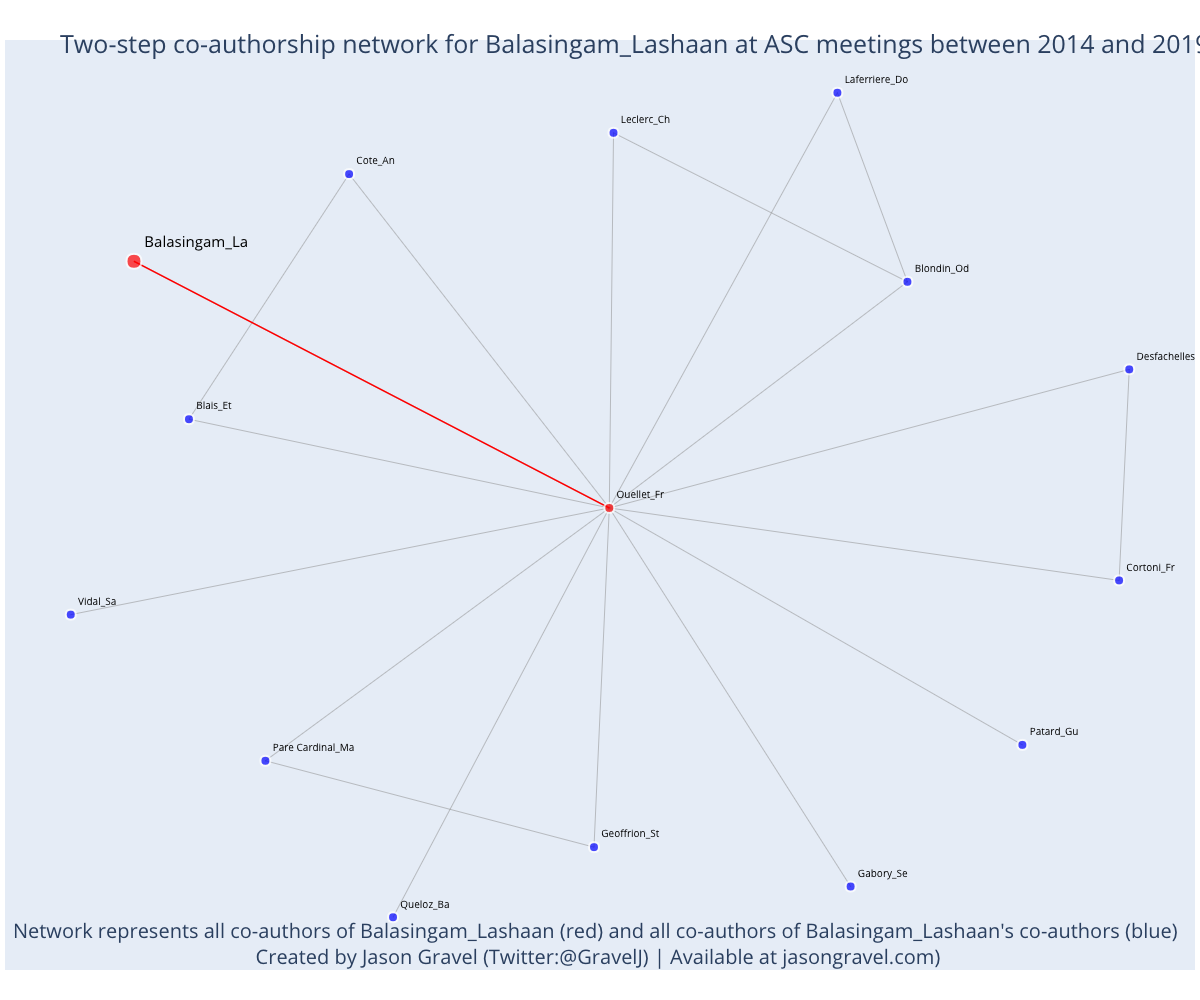 Two-step co-authorship network for Balasingam_Lashaan at ASC meetings between 2014 and 2019
Laferriere_Do
Leclerc_Ch
Cote_An
Balasingam_La
Blondin_Od
Desfachelles
Blais_Et
Ouellet_Fr
Cortoni_Fr
Vidal_Sa
Patard_Gu
Pare Cardinal_Ma
Geoffrion_St
Gabory_Se
Queloz_Ba
Network represents all co-authors of Balasingam_Lashaan (red) and all co-authors of Balasingam_Lashaan's co-authors (blue)
Created by Jason Gravel (Twitter:@GravelJ) | Available at jasongravel.com)